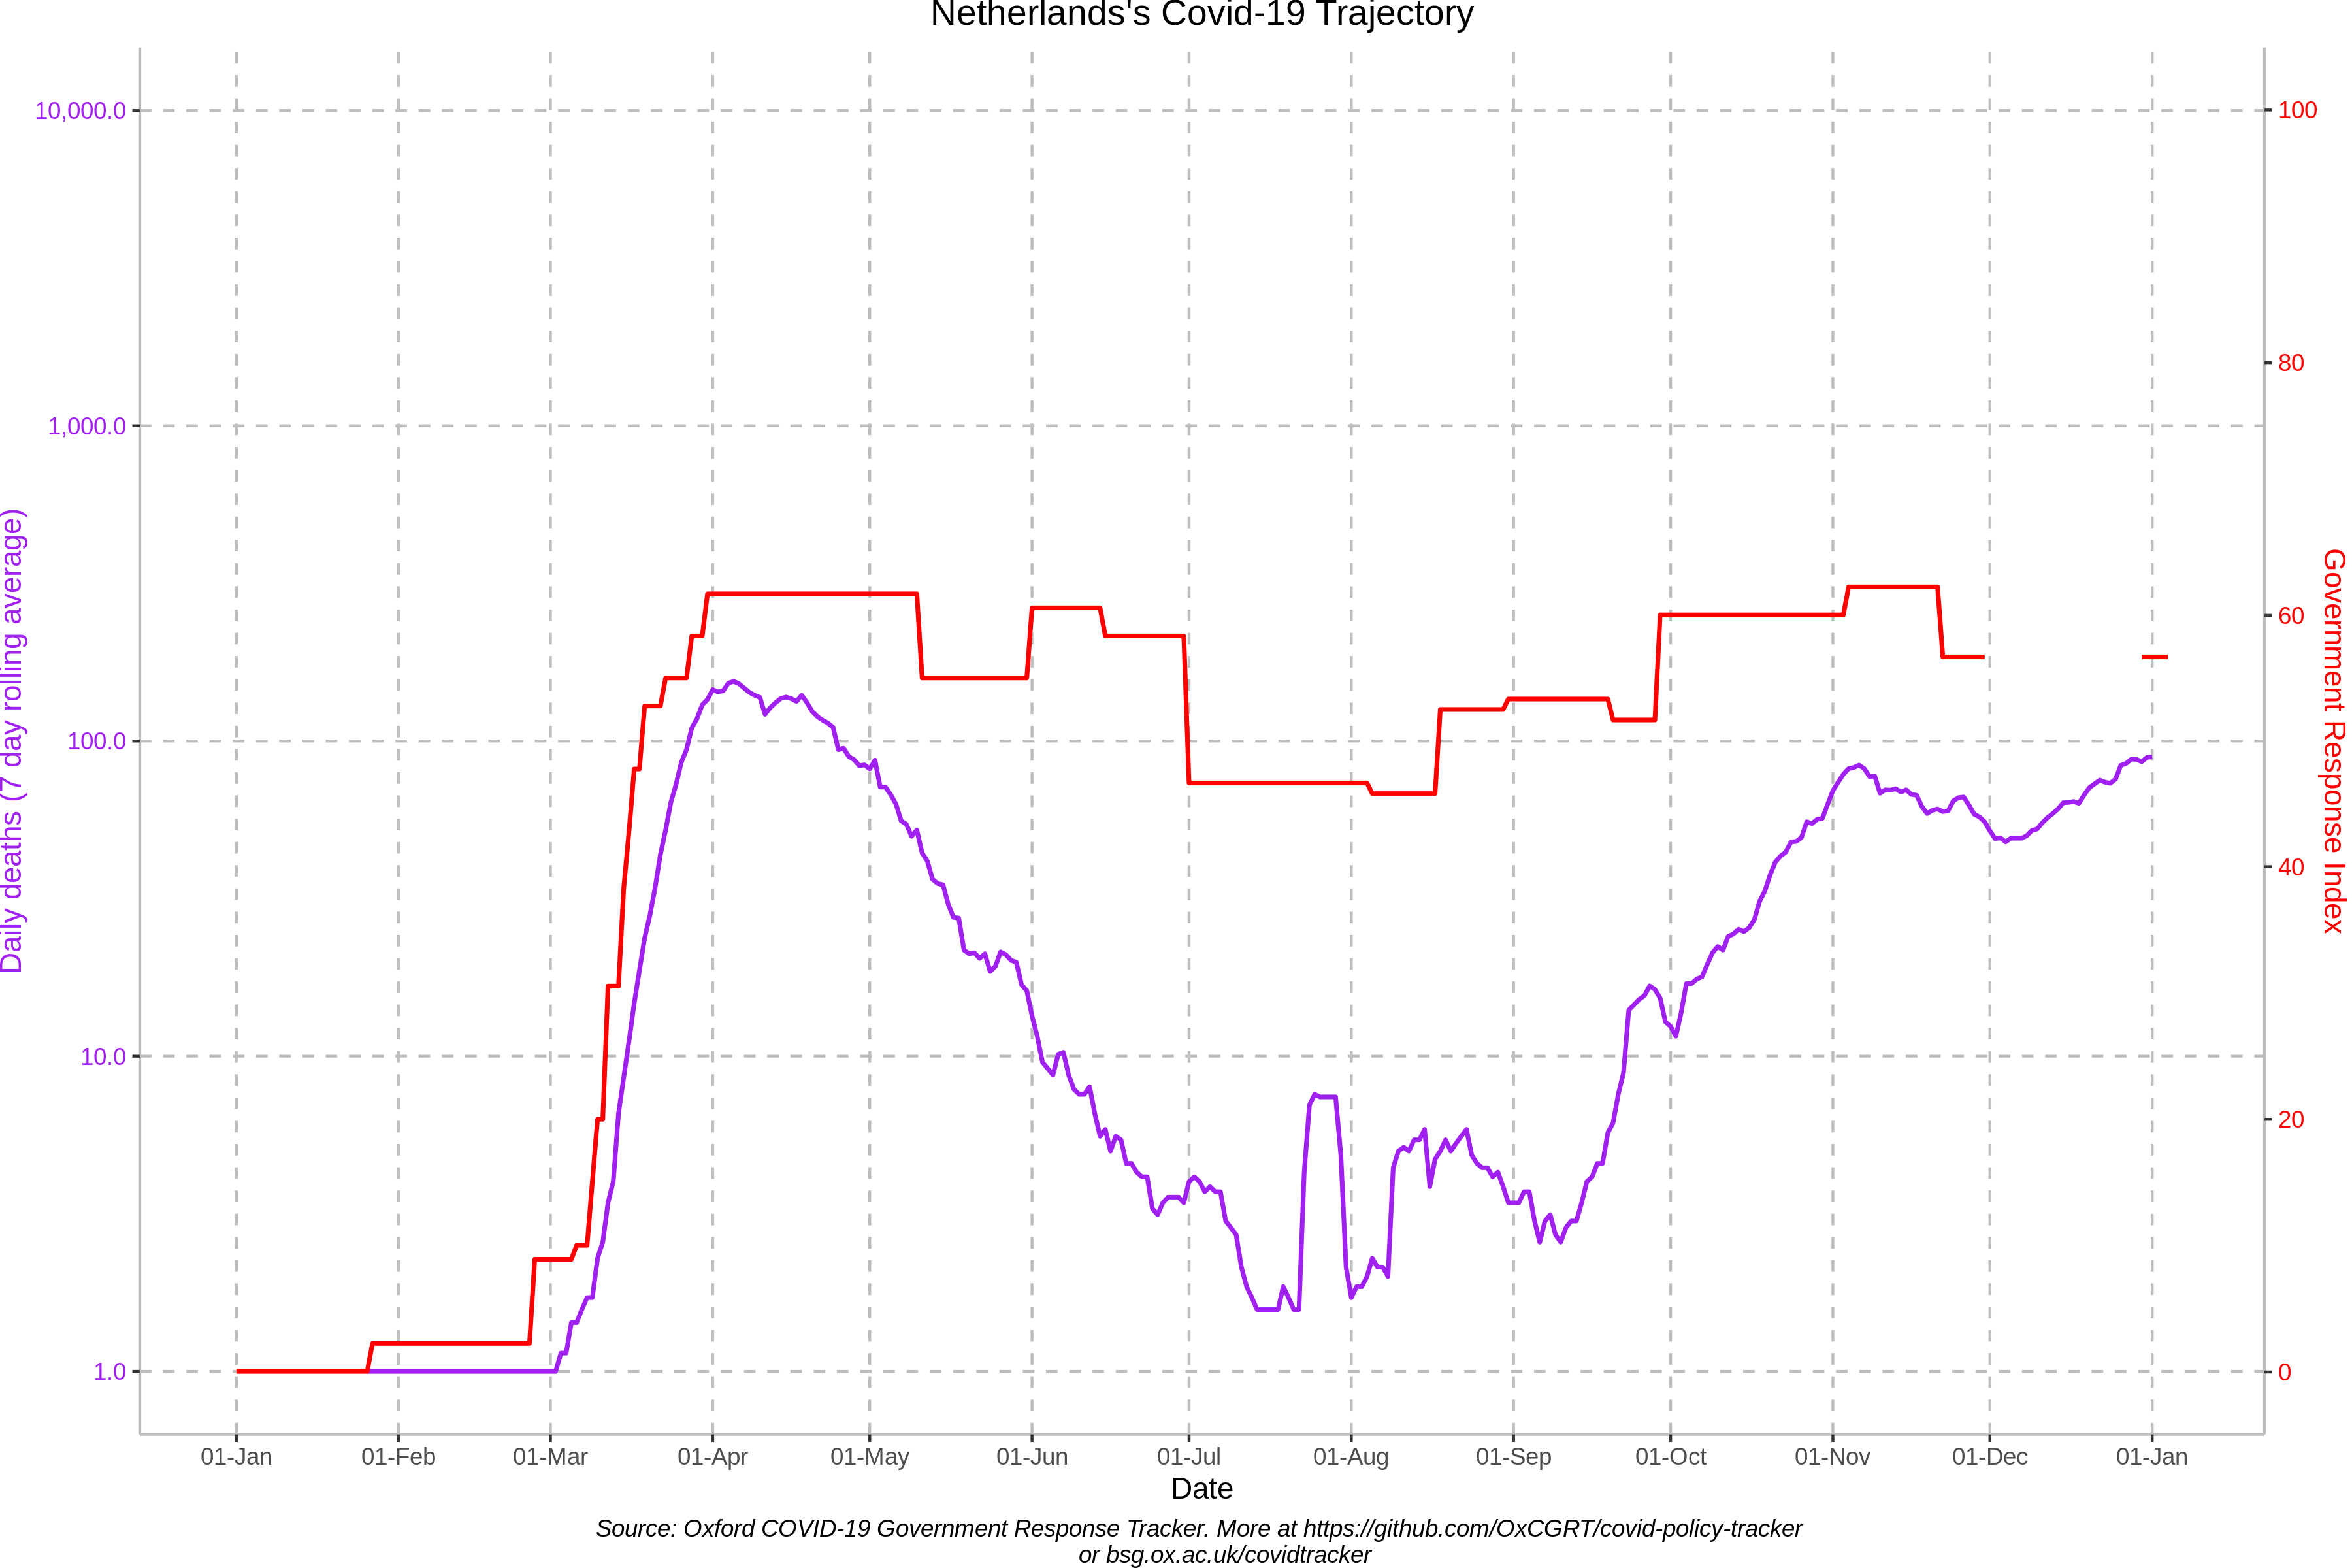 Netherlands's Covid-19 Trajectory
10,000.0
1,000.0
100.0
10.0
1.0
Daily deaths (7 day rolling average)
100
80
60
40
20
0
Government Response Index
01-Jan 01-Feb 01-Mar 01-Apr 01-May 01-Jun 01-Jul 01-Aug 01-Sep 01-Oct 01-Nov 01-Dec 01-Jan
Date
Source: Oxford COVID-19 Government Response Tracker. More at https://github.com/OxCGRT/covid-policy-tracker
or bsg.ox.ac.uk/covidtracker